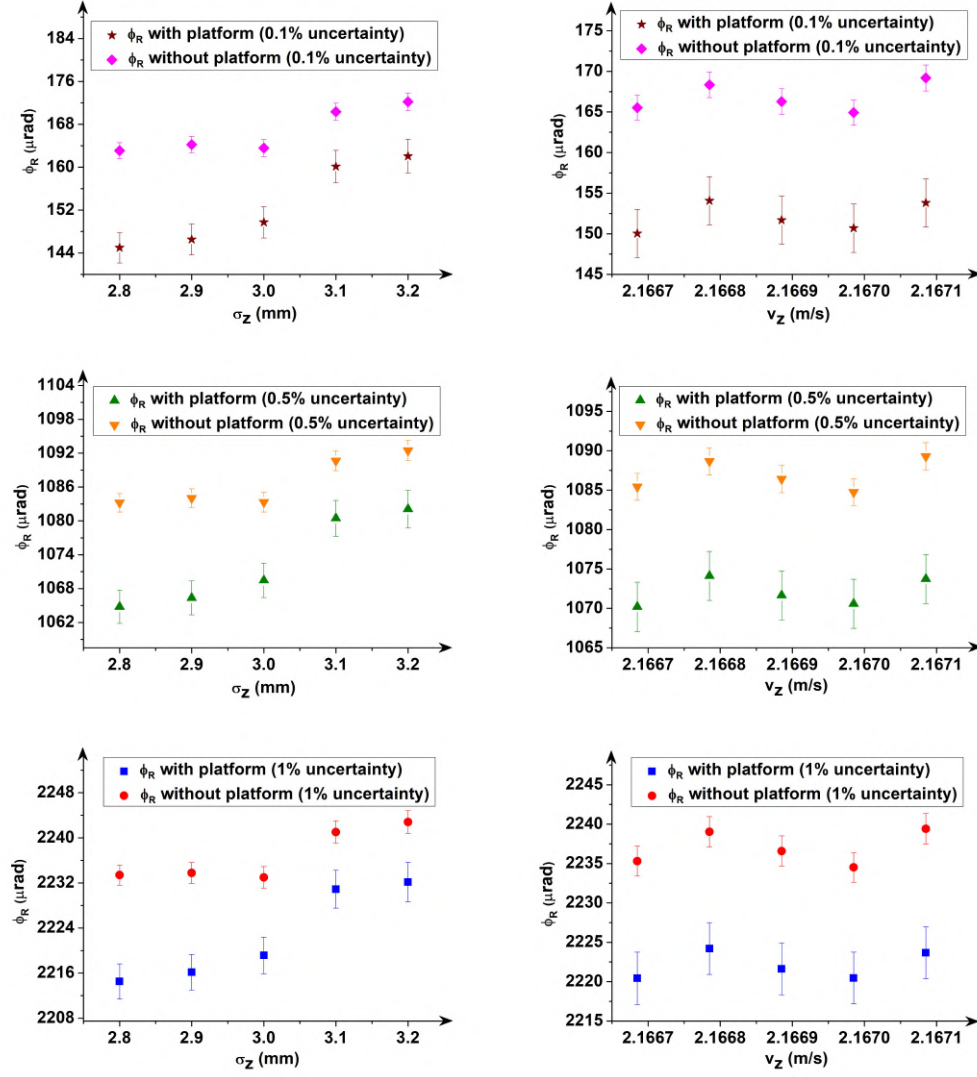 ϕR with platform (0.1% uncertainty)
ϕR without platform (0.1% uncertainty)
184
176
168
160
152
144
ϕR (μrad)
2.8 2.9 3.0 3.1 3.2
σz (mm)
ϕR with platform (0.1% uncertainty)
ϕR without platform (0.1% uncertainty)
175
170
165
160
155
150
145
ϕR (μrad)
2.1667 2.1668 2.1669 2.1670 2.1671
vz (m/s)
ϕR with platform (0.5% uncertainty)
ϕR without platform (0.5% uncertainty)
1104
1098
1092
1086
1080
1074
1068
1062
ϕR (μrad)
2.8 2.9 3.0 3.1 3.2
σz (mm)
ϕR with platform (0.5% uncertainty)
ϕR without platform (0.5% uncertainty)
1095
1090
1085
1080
1075
1070
1065
ϕR (μrad)
2.1667 2.1668 2.1669 2.1670 2.1671
vz (m/s)
ϕR with platform (1% uncertainty)
ϕR without platform (1% uncertainty)
2248
2240
2232
2224
2216
2208
ϕR (μrad)
2.8 2.9 3.0 3.1 3.2
σz (mm)
ϕR with platform (1% uncertainty)
ϕR without platform (1% uncertainty)
2245
2240
2235
2230
2225
2220
2215
ϕR (μrad)
2.1667 2.1668 2.1669 2.1670 2.1671
vz (m/s)